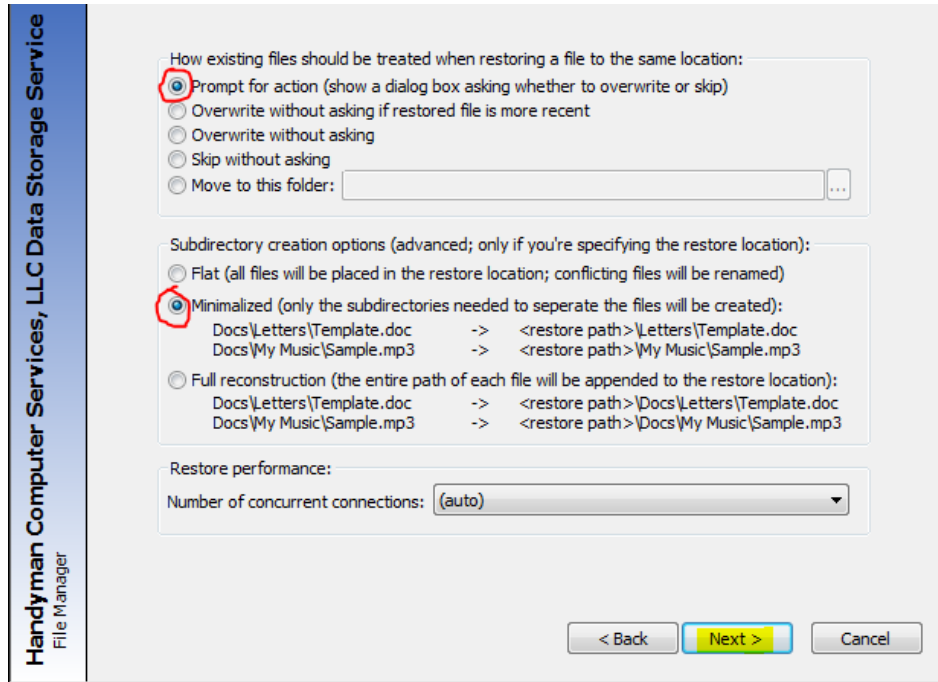 Handyman Computer Services, LLC Data Storage Service
File Manager
How existing files should be treated when restoring a file to the same location:
Prompt for action (show a dialog box asking whether to overwrite or skip)
Overwrite without asking if restored file is more recent
Overwrite without asking
Skip without asking
Move to this folder:
...
Subdirectory creation options (advanced; only if you're specifying the restore location):
Flat (all files will be placed in the restore location; conflicting files will be renamed)
Minimalized (only the subdirectories needed to seperate the files will be created):
Docs\Letters\Template.doc -> <restore path>\Letters\Template.doc
Docs\My Music\Sample.mp3 -> <restore path>\My Music\Sample.mp3
Full reconstruction (the entire path of each file will be appended to the restore location):
Docs\Letters\Template.doc -> <restore path>\Docs\Letters\Template.doc
Docs\My Music\Sample.mp3 -> <restore path>\Docs\My Music\Sample.mp3
Restore performance:
Number of concurrent connections: (auto)
< Back Next > Cancel